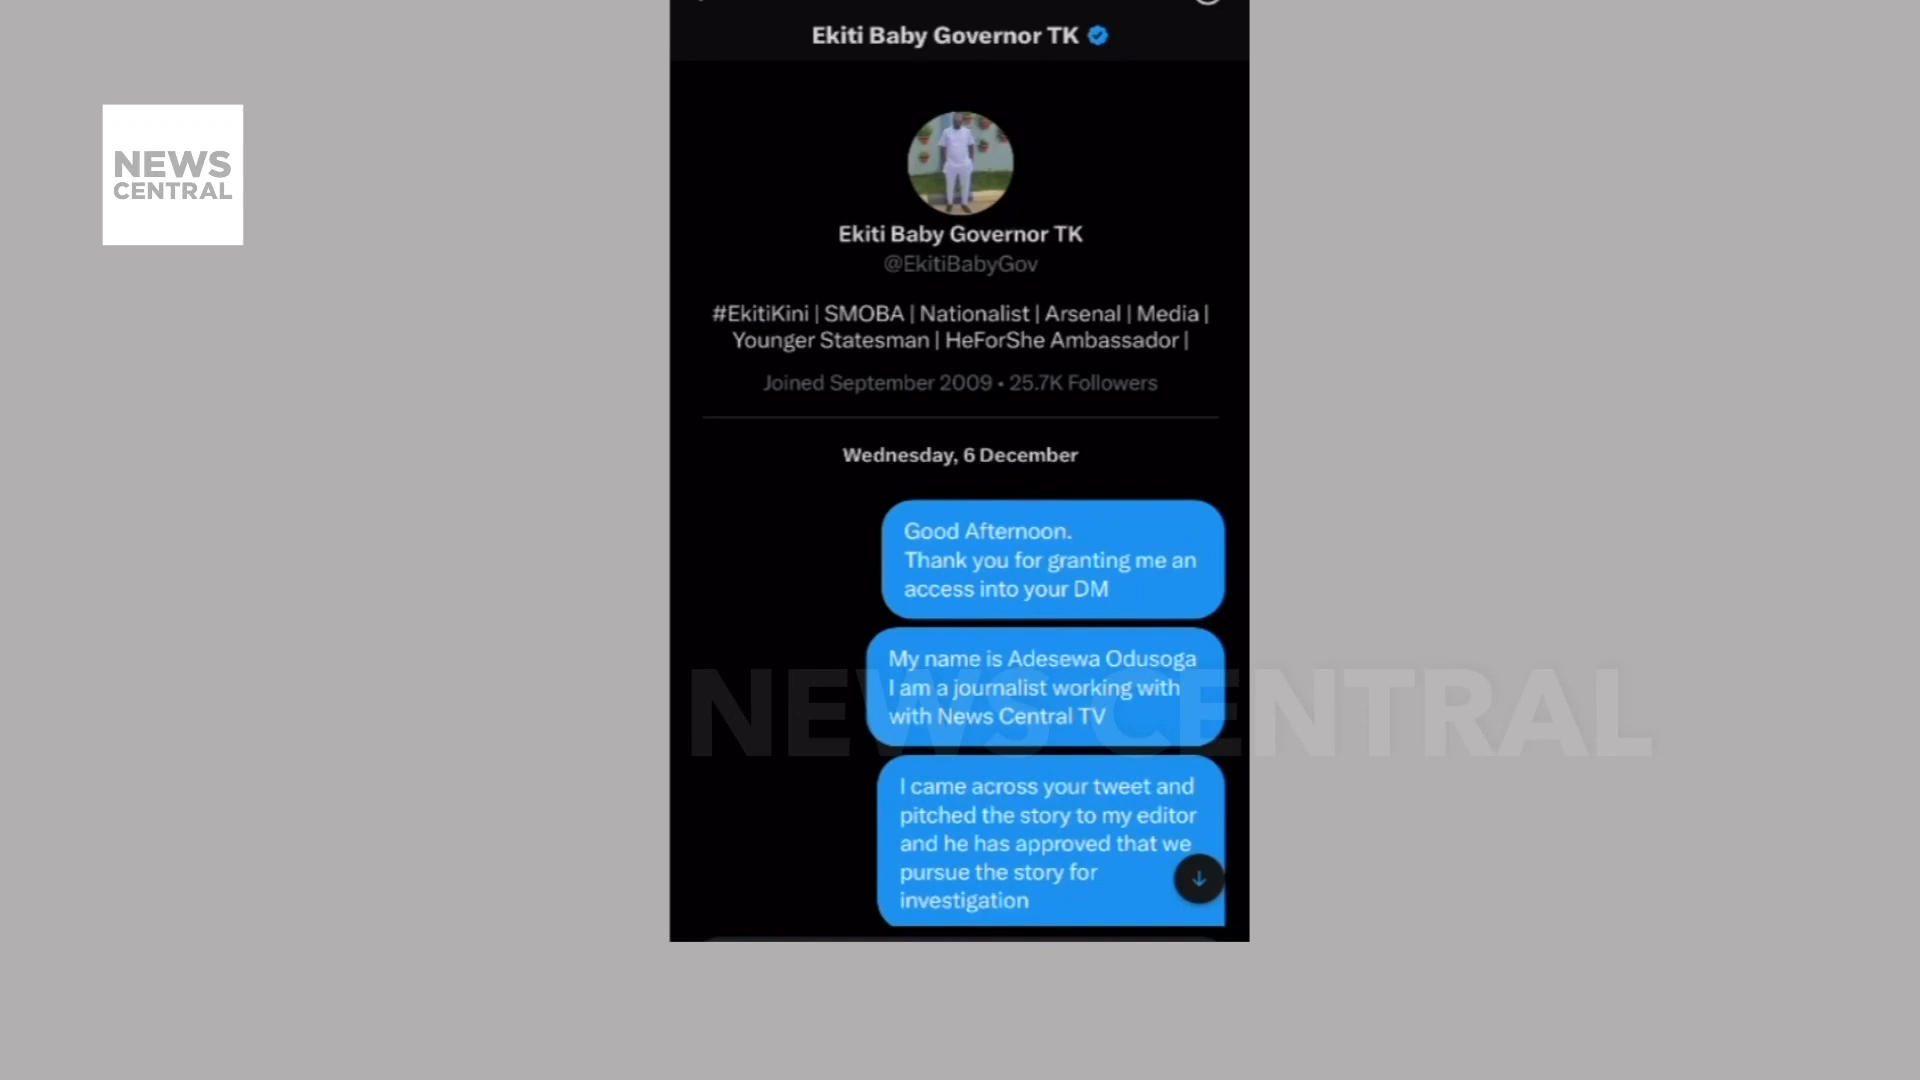 NEWS
CENTRAL
Ekiti Baby Governor TK
Ekiti Baby Governor TK
@EkitiBabyGov
#EkitiKini | SMOBA | Nationalist | Arsenal | Media |
Younger Statesman | HeForShe Ambassador |
Joined September 2009 • 25.7K Followers
Wednesday, 6 December
Good Afternoon.
Thank you for granting me an
access into your DM
My name is Adesewa Odusoga
I am a journalist working with
with News Central TV
NEWS CENTRAL
I came across your tweet and
pitched the story to my editor
and he has approved that we
pursue the story for
investigation